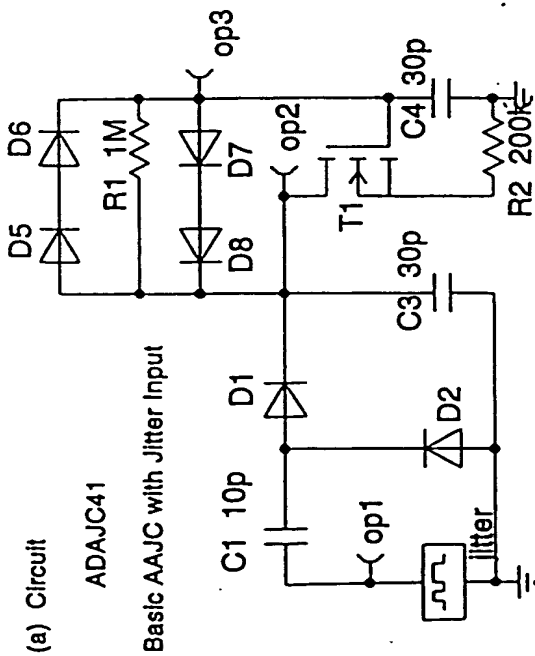 (a) Circuit
ADAJC41
Basic AAJC with Jitter Input
D5
D6
R1 1M
op3
D8
D7
op2
D1
C1 10p
op1
T1
C4 30p
C3 30p
D2
jitter
R2 200k